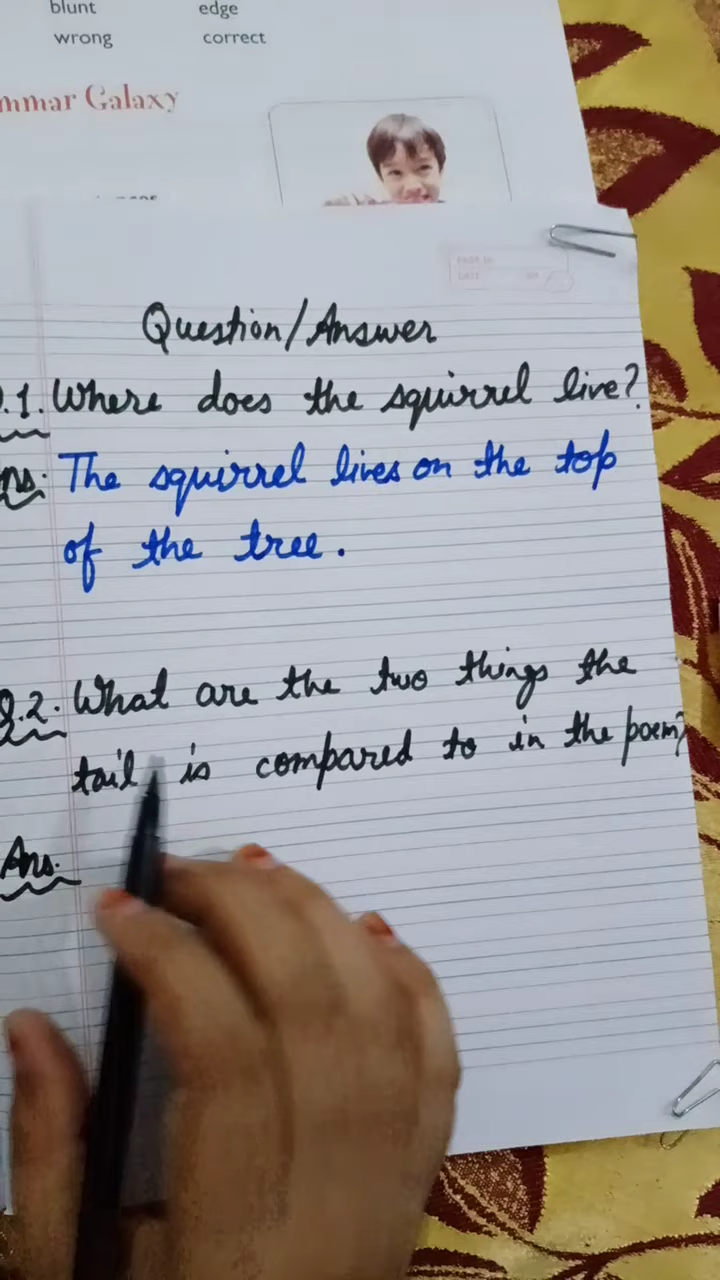 blunt edge
wrong correct
mmar Galaxy
Question/Answer
.1. Where does the squirrel live?
ns. The squirrel lives on the top
of the tree.
Q.2. What are the two things the
tail is compared to in the poem?
Ans.